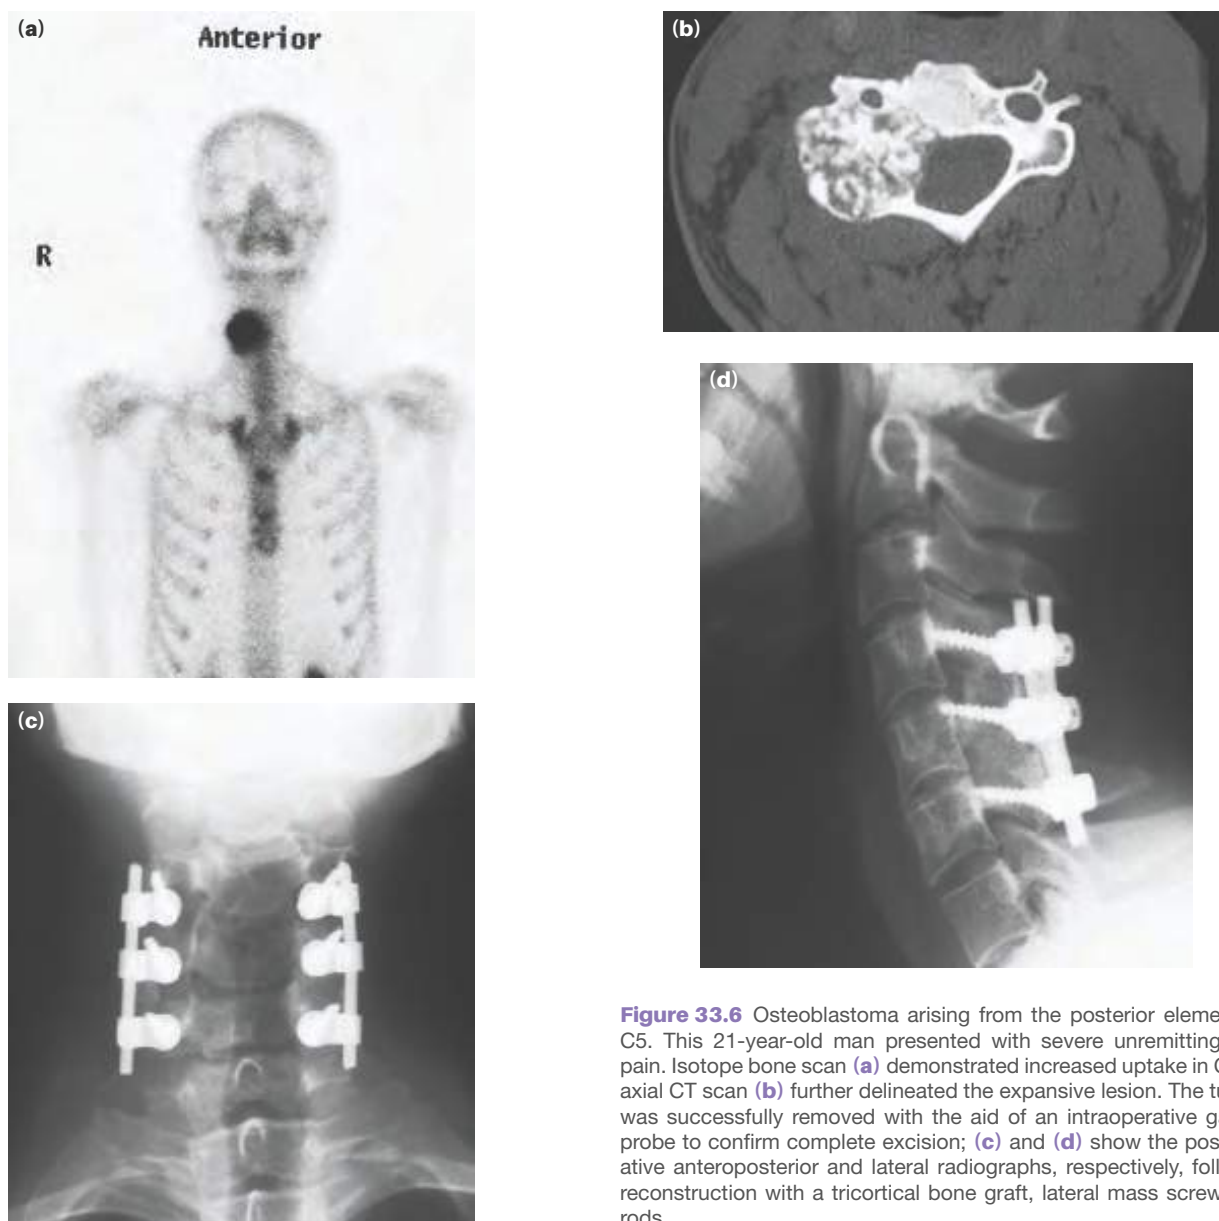 (a)
Anterior
R
(b)
(c)
(d)
Figure 33.6 Osteoblastoma arising from the posterior eleme
C5. This 21-year-old man presented with severe unremitting
pain. Isotope bone scan (a) demonstrated increased uptake in C
axial CT scan (b) further delineated the expansive lesion. The tu
was successfully removed with the aid of an intraoperative ga
probe to confirm complete excision; (c) and (d) show the pos
ative anteroposterior and lateral radiographs, respectively, foll
reconstruction with a tricortical bone graft, lateral mass screw
rods